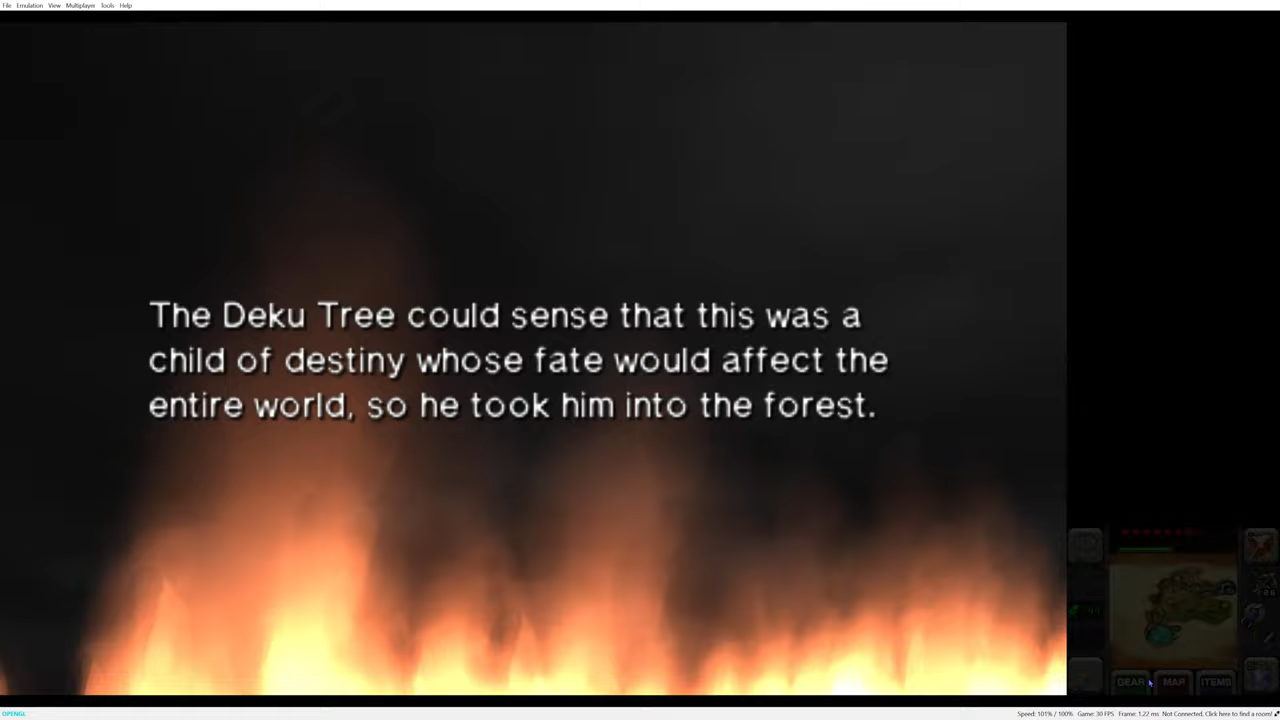 File Emulation View Multiplayer Tools Help
The Deku Tree could sense that this was a
child of destiny whose fate would affect the
entire world, so he took him into the forest.
GEAR MAP ITEMS
OPENGL Speed: 101% / 100% Game: 30 FPS Frame: 1.22 ms Not Connected. Click here to find a room!